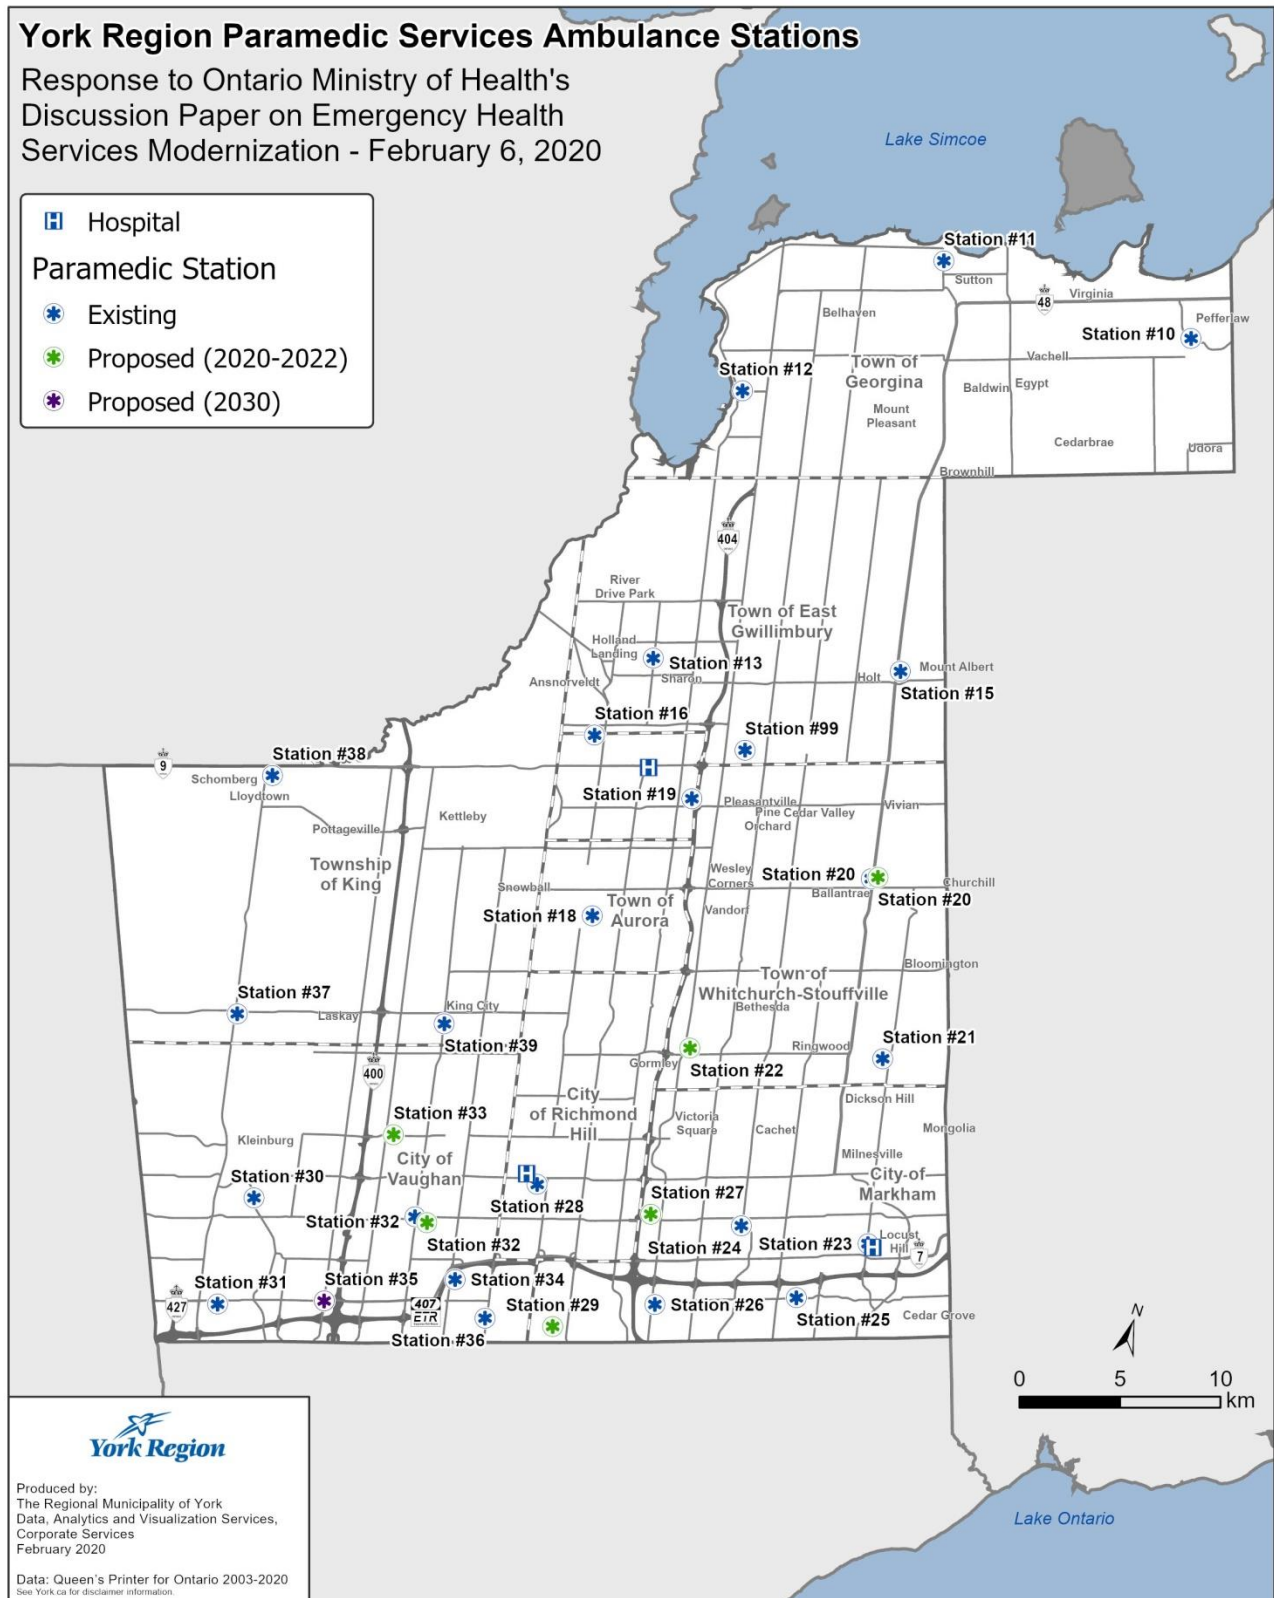 York Region Paramedic Services Ambulance Stations
Response to Ontario Ministry of Health's
Discussion Paper on Emergency Health
Services Modernization - February 6, 2020
H Hospital
Paramedic Station
Existing
Proposed (2020-2022)
Proposed (2030)
Lake Simcoe
Station #11
Sutton
48
Virginia
Belhaven
Pefferlaw
Station #10
Vachell
Station #12
Town of
Georgina
Baldwin
Egypt
Mount
Pleasant
Cedarbrae
Udora
Brownhill
404
River
Drive Park
Town of East
Gwillimbury
Holland
Landing
Station #13
Sharon
Ansnorveldt
Holt
Mount Albert
Station #15
Station #16
Station #99
9
Station #38
Schomberg
Lloydtown
H
Station #19
Pleasantville
Pine
Orchard
Cedar Valley
Vivian
Kettleby
Pottageville
Township
of King
Snowball
Wesley
Corners
Station #20
Ballantrae
Churchill
Station #20
Station #18
Town of
Aurora
Vandorf
Bloomington
Town of
Whitchurch-Stouffville
Bethesda
Station #37
Laskay
King City
Station #39
Ringwood
Station #21
Gormley
Station #22
400
Dickson Hill
City
of Richmond
Hill
Station #33
Victoria
Square
Cachet
Mongolia
Kleinburg
City of
Vaughan
Milnesville
City of
Markham
Station #30
H
Station #28
Station #27
Station #32
Station #32
Station #24
Station #23
H
Locust
Hill
7
Station #31
Station #35
Station #34
427
407
ETR
Station #29
Station #26
Station #25
Cedar Grove
Station #36
N
0 5 10
km
York Region
Produced by:
The Regional Municipality of York
Data, Analytics and Visualization Services,
Corporate Services
February 2020
Data: Queen's Printer for Ontario 2003-2020
See York.ca for disclaimer information.
Lake Ontario